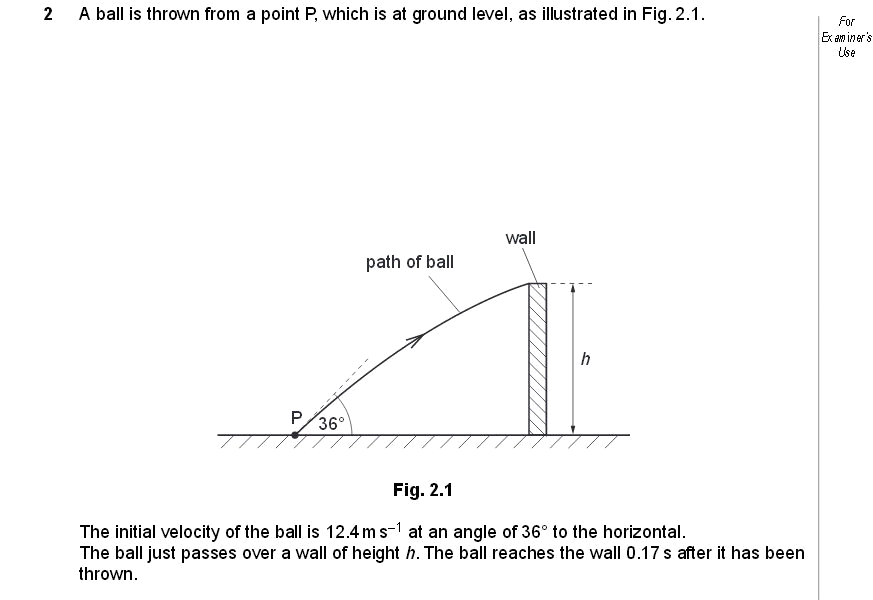 2 A ball is thrown from a point P, which is at ground level, as illustrated in Fig. 2.1.
For
Examiner's
Use
wall
path of ball
h
P
36°
Fig. 2.1
The initial velocity of the ball is 12.4 m s⁻¹ at an angle of 36° to the horizontal.
The ball just passes over a wall of height h. The ball reaches the wall 0.17 s after it has been
thrown.